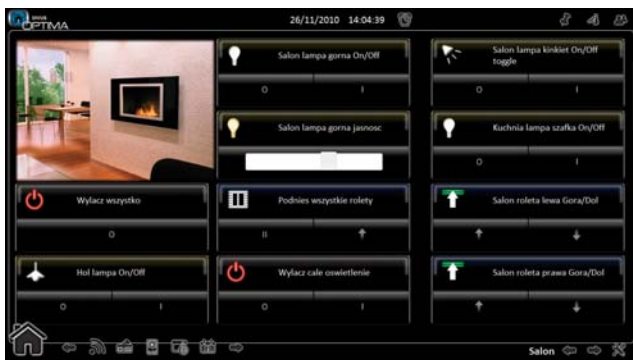 OPTIMA
26/11/2010 14:04:39
Salon lampa gorna On/Off
O I
Salon lampa kinkiet On/Off
toggle
O I
Salon lampa gorna jasnosc
Kuchnia lampa szafka On/Off
O I
Wylacz wszystko
O
Podnies wszystkie rolety
II
Salon roleta lewa Gora/Dol
Hol lampa On/Off
O I
Wylacz cale oswietlenie
O I
Salon roleta prawa Gora/Dol
Salon